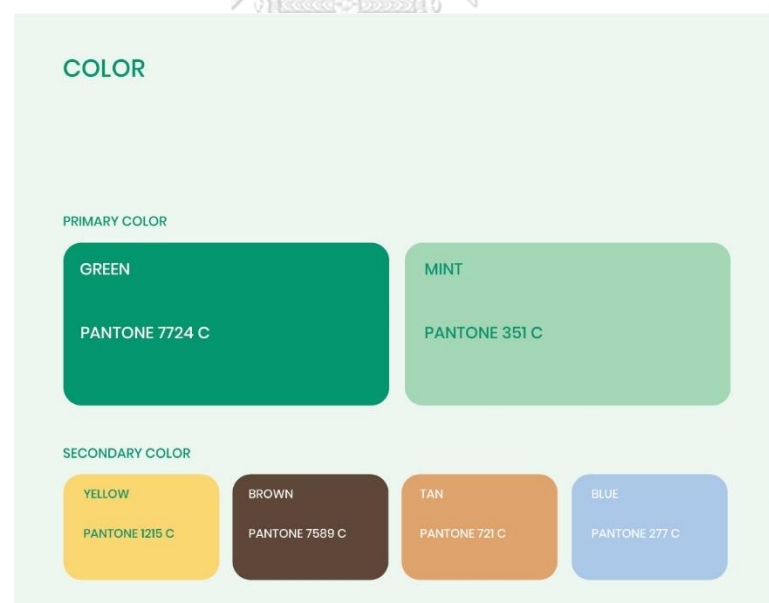 COLOR
PRIMARY COLOR
GREEN
PANTONE 7724 C
MINT
PANTONE 351 C
SECONDARY COLOR
YELLOW
PANTONE 1215 C
BROWN
PANTONE 7589 C
TAN
PANTONE 721 C
BLUE
PANTONE 277 C